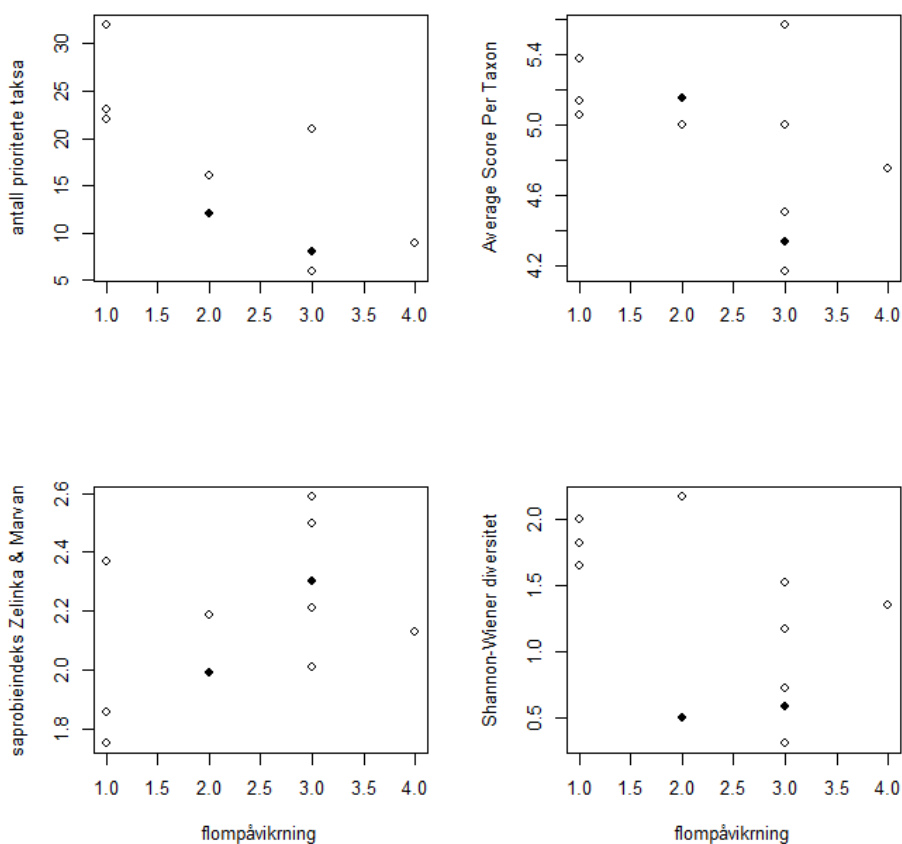 antall prioriterte taksa
30
25
20
15
10
5
1.0 1.5 2.0 2.5 3.0 3.5 4.0
Average Score Per Taxon
5.4
5.0
4.6
4.2
1.0 1.5 2.0 2.5 3.0 3.5 4.0
saprobieindeks Zelinka & Marvan
2.6
2.4
2.2
2.0
1.8
1.0 1.5 2.0 2.5 3.0 3.5 4.0
flompåvikrning
Shannon-Wiener diversitet
2.0
1.5
1.0
0.5
1.0 1.5 2.0 2.5 3.0 3.5 4.0
flompåvikrning